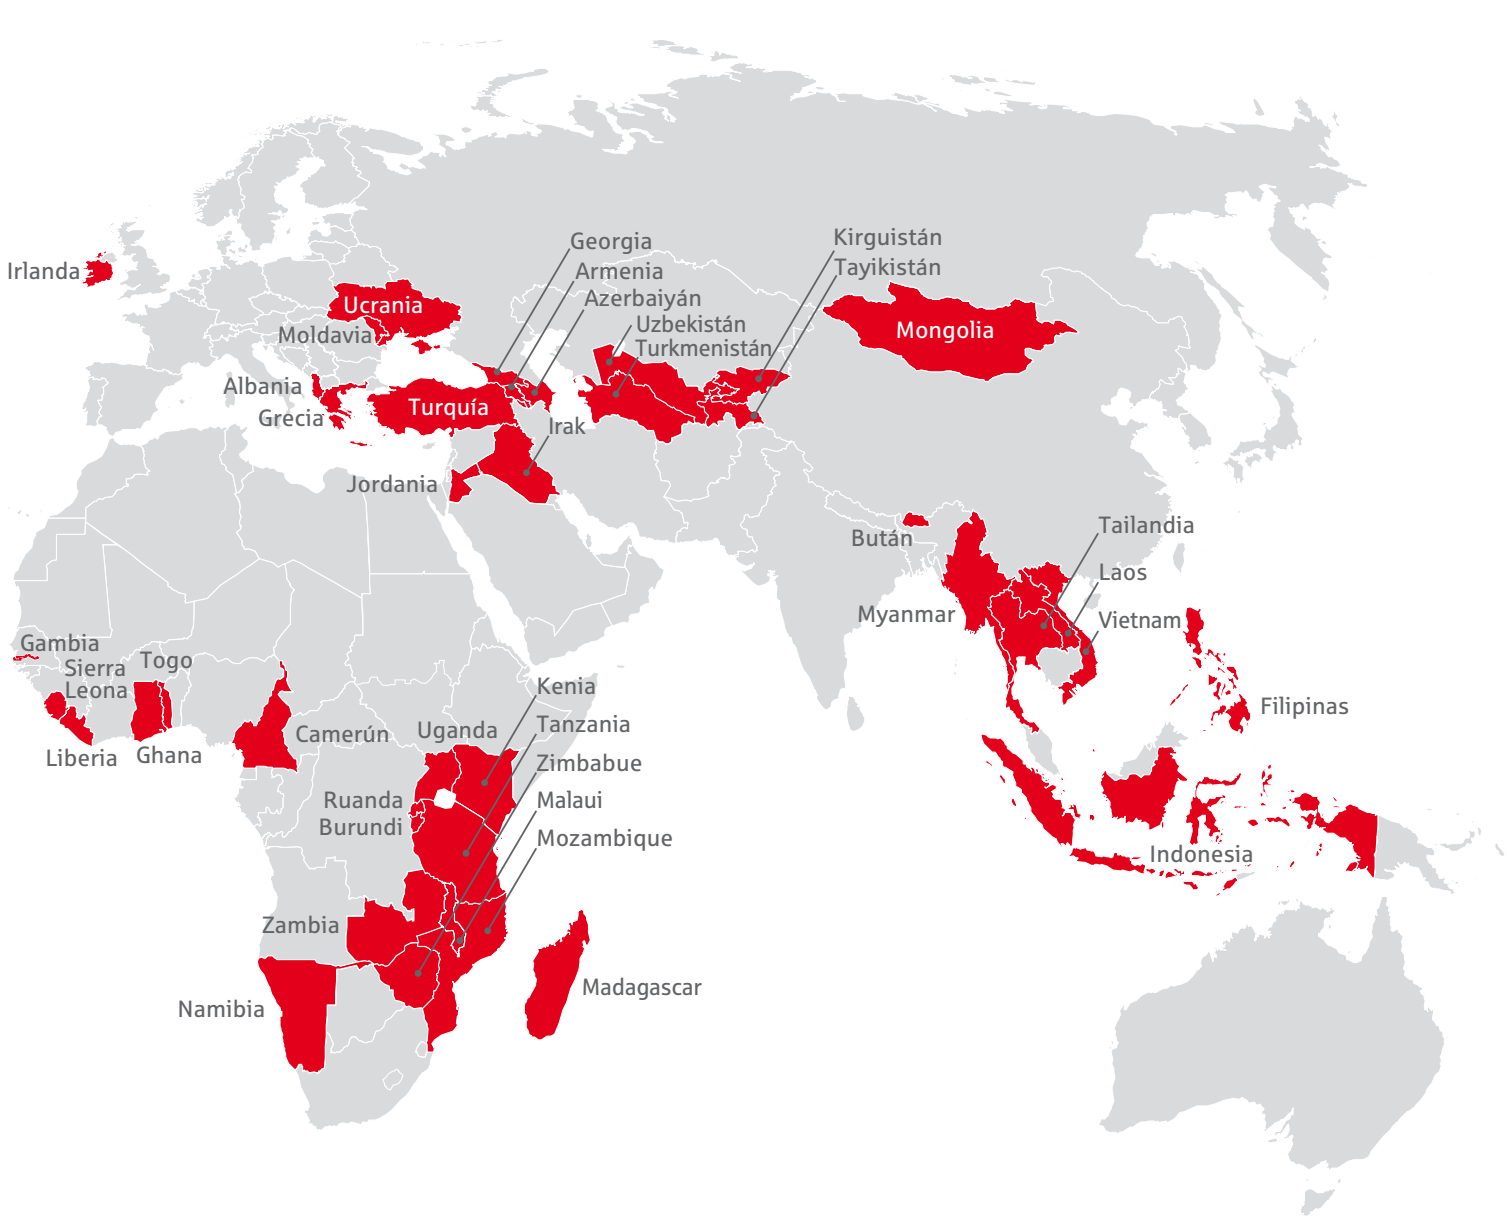 Kirguistán
Georgia
Tayikistán
Armenia
Irlanda
Azerbaiyán
Ucrania
Uzbekistán
Mongolia
Moldavia
Turkmenistán
Albania
Turquía
Grecia
Irak
Jordania
Tailandia
Bután
Laos
Myanmar
Vietnam
Gambia
Togo
Sierra
Leona
Kenia
Filipinas
Tanzania
Uganda
Camerún
Liberia
Ghana
Zimbabue
Ruanda
Malaui
Burundi
Mozambique
Indonesia
Zambia
Madagascar
Namibia